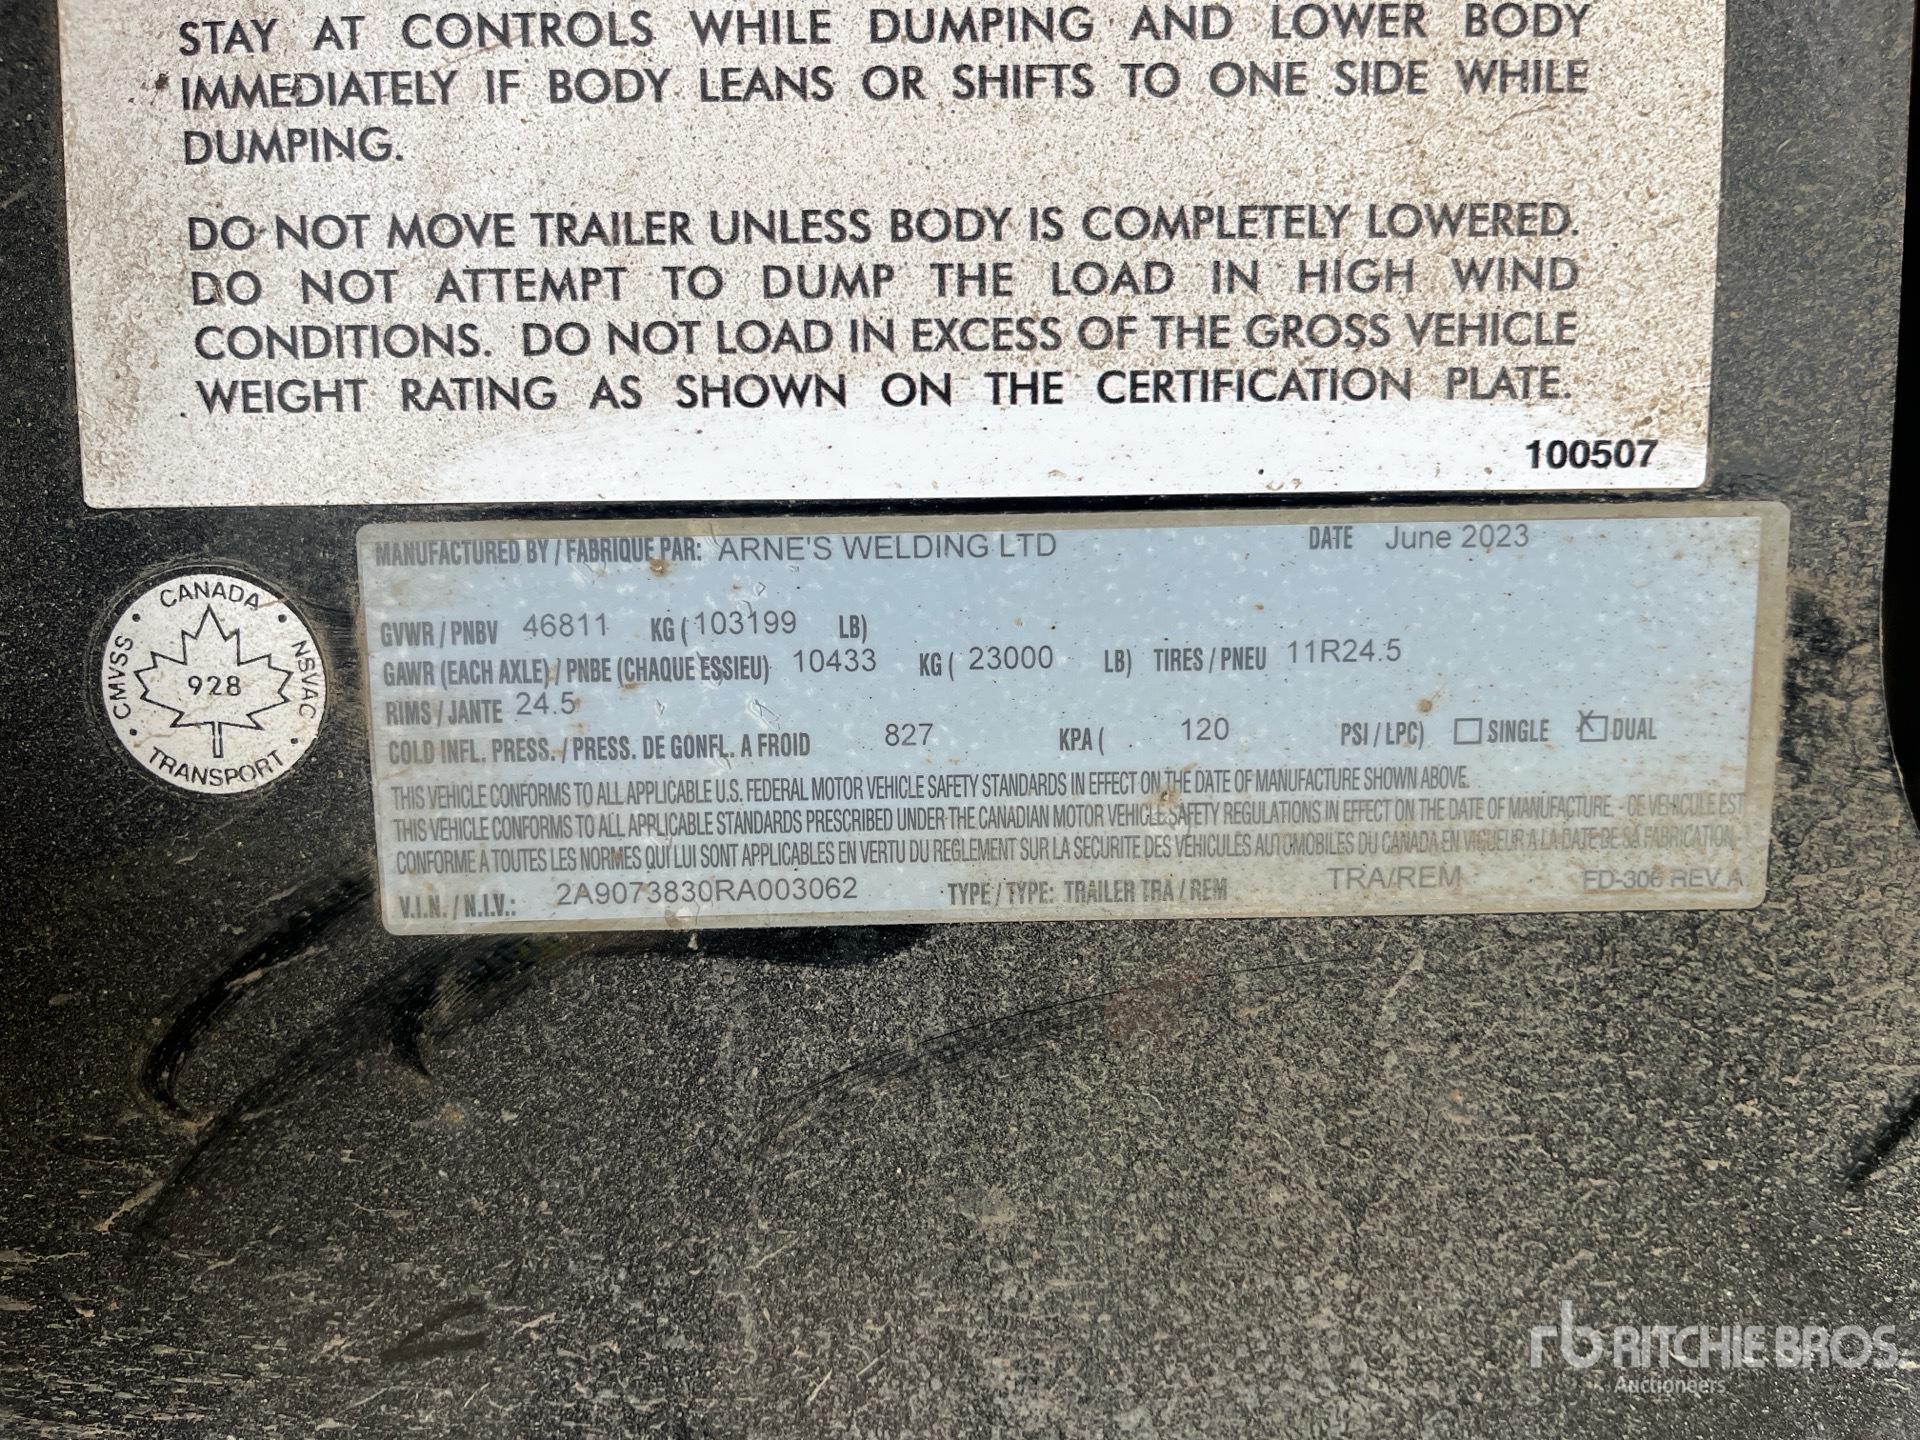 STAY AT CONTROLS WHILE DUMPING AND LOWER BODY
IMMEDIATELY IF BODY LEANS OR SHIFTS TO ONE SIDE WHILE
DUMPING.
DO NOT MOVE TRAILER UNLESS BODY IS COMPLETELY LOWERED.
DO NOT ATTEMPT TO DUMP THE LOAD IN HIGH WIND
CONDITIONS. DO NOT LOAD IN EXCESS OF THE GROSS VEHICLE
WEIGHT RATING AS SHOWN ON THE CERTIFICATION PLATE.
100507
CANADA
CMVSS
NSVAC
928
TRANSPORT
MANUFACTURED BY / FABRIQUE PAR: ARNE'S WELDING LTD DATE June 2023
GVWR / PNBV 46811 KG ( 103199 LB)
GAWR (EACH AXLE) / PNBE (CHAQUE ESSIEU) 10433 KG ( 23000 LB) TIRES / PNEU 11R24.5
RIMS / JANTE 24.5
COLD INFL. PRESS. / PRESS. DE GONFL. A FROID 827 KPA ( 120 PSI / LPC) SINGLE X DUAL
THIS VEHICLE CONFORMS TO ALL APPLICABLE U.S. FEDERAL MOTOR VEHICLE SAFETY STANDARDS IN EFFECT ON THE DATE OF MANUFACTURE SHOWN ABOVE.
THIS VEHICLE CONFORMS TO ALL APPLICABLE STANDARDS PRESCRIBED UNDER THE CANADIAN MOTOR VEHICLE SAFETY REGULATIONS IN EFFECT ON THE DATE OF MANUFACTURE. - CE VEHICULE EST
CONFORME A TOUTES LES NORMES QUI LUI SONT APPLICABLES EN VERTU DU REGLEMENT SUR LA SECURITE DES VEHICULES AUTOMOBILES DU CANADA EN VIGUEUR A LA DATE DE SA FABRICATION.
V.I.N. / N.I.V.: 2A9073830RA003062 TYPE / TYPE: TRAILER TRA / REM TRA/REM FD-306 REV A
rb RITCHIE BROS.
Auctioneers